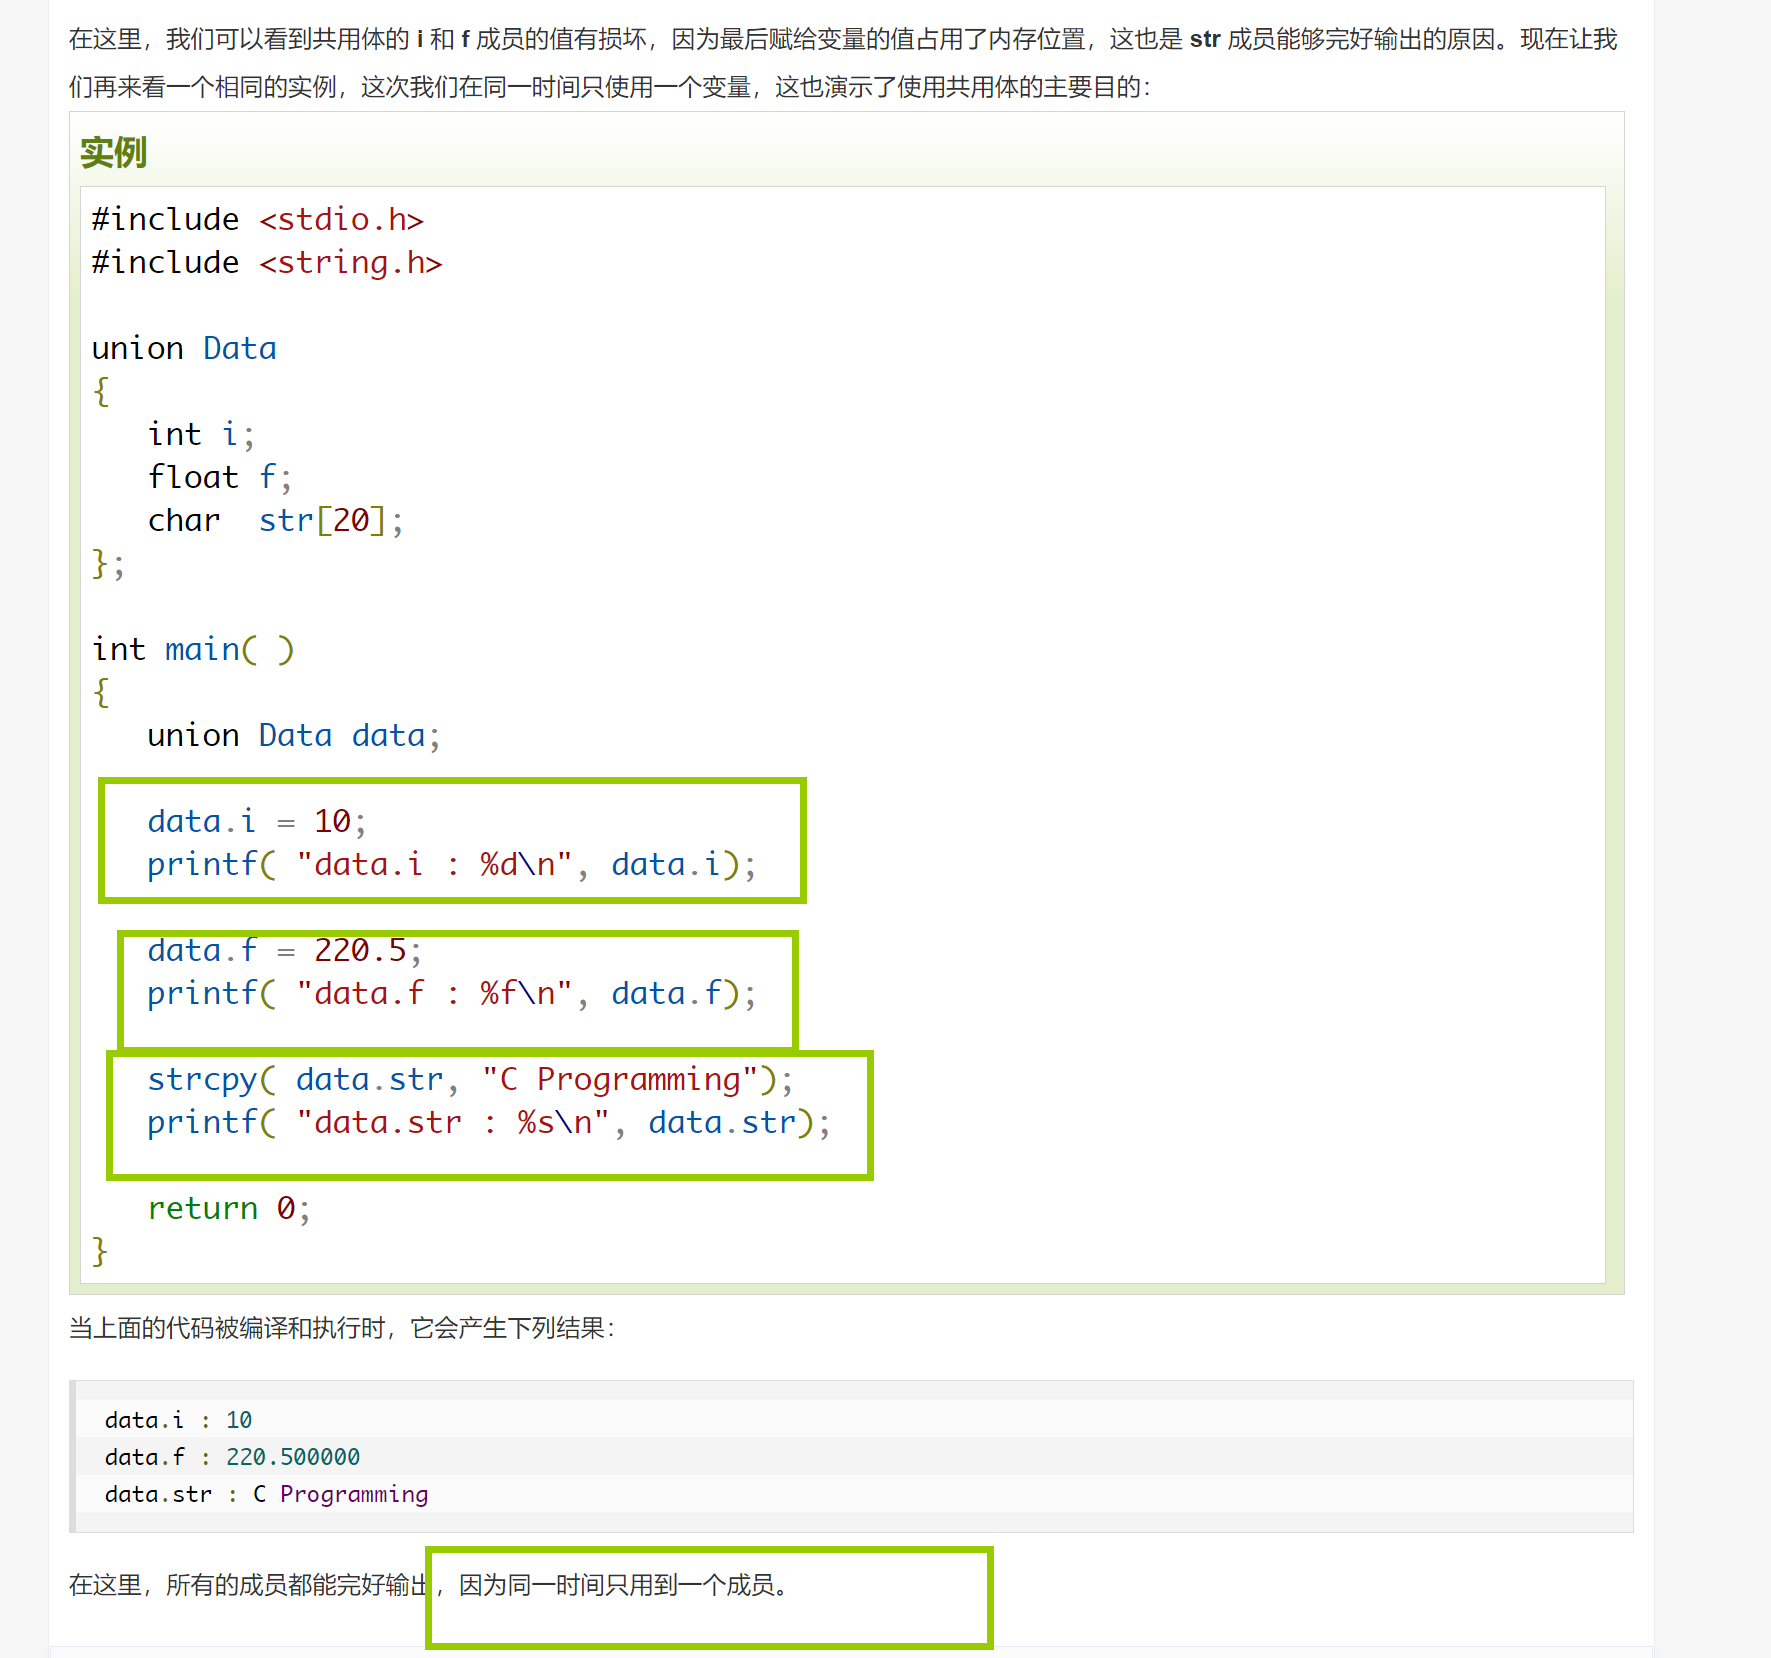 在这里，我们可以看到共用体的 i 和 f 成员的值有损坏，因为最后赋给变量的值占用了内存位置，这也是 str 成员能够完好输出的原因。现在让我
们再来看一个相同的实例，这次我们在同一时间只使用一个变量，这也演示了使用共用体的主要目的：
实例
#include <stdio.h>
#include <string.h>
union Data
{
   int i;
   float f;
   char  str[20];
};
int main( )
{
   union Data data;
   data.i = 10;
   printf( "data.i : %d\n", data.i);
   data.f = 220.5;
   printf( "data.f : %f\n", data.f);
   strcpy( data.str, "C Programming");
   printf( "data.str : %s\n", data.str);
   return 0;
}
当上面的代码被编译和执行时，它会产生下列结果：
data.i : 10
data.f : 220.500000
data.str : C Programming
在这里，所有的成员都能完好输出，因为同一时间只用到一个成员。